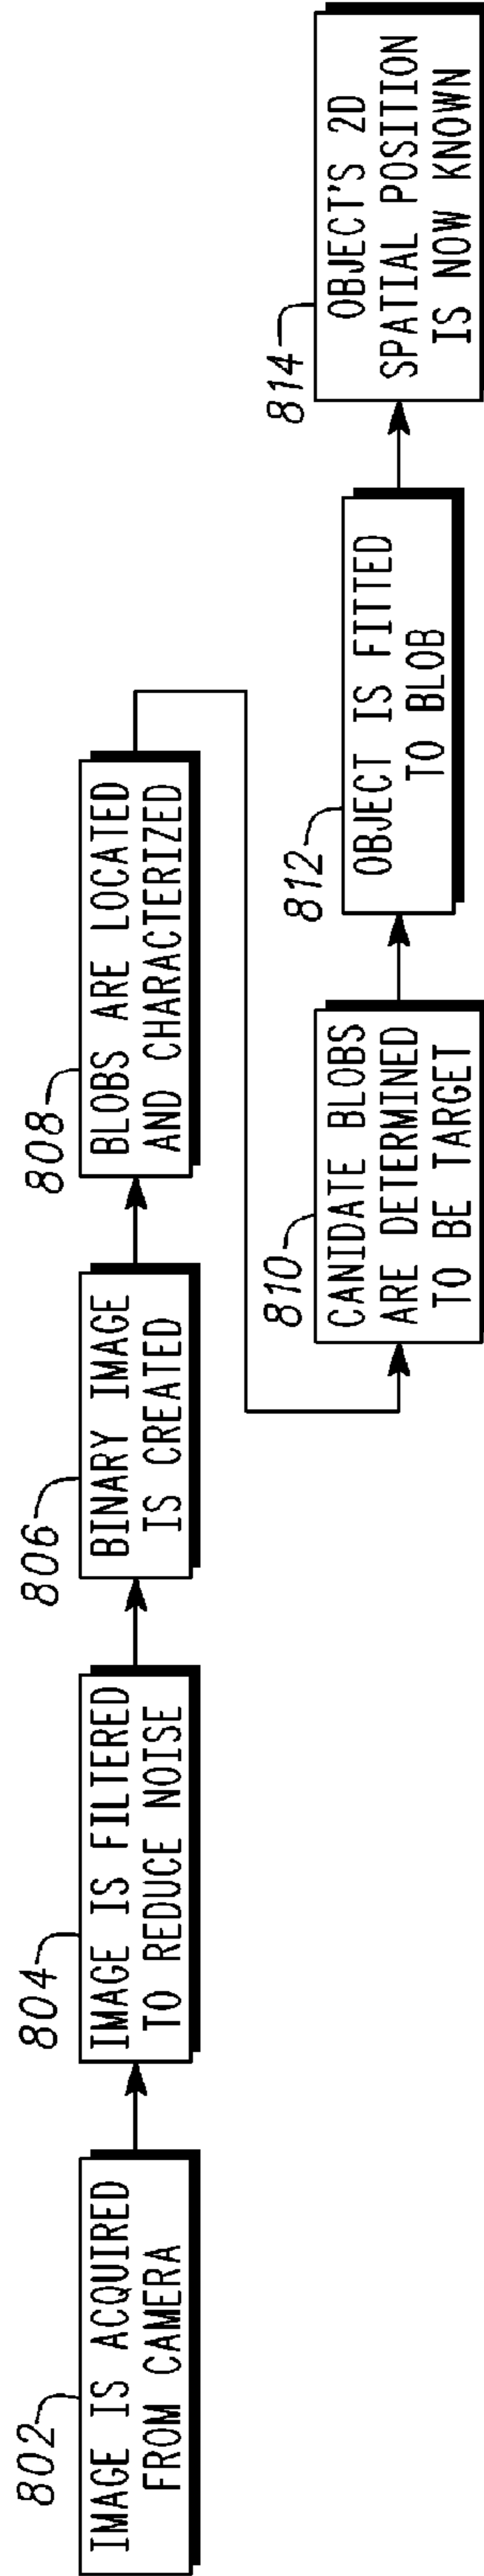 802
IMAGE IS ACQUIRED
FROM CAMERA
804
IMAGE IS FILTERED
TO REDUCE NOISE
806
BINARY IMAGE
IS CREATED
808
BLOBS ARE LOCATED
AND CHARACTERIZED
810
CANIDATE BLOBS
ARE DETERMINED
TO BE TARGET
812
OBJECT IS FITTED
TO BLOB
814
OBJECT'S 2D
SPATIAL POSITION
IS NOW KNOWN